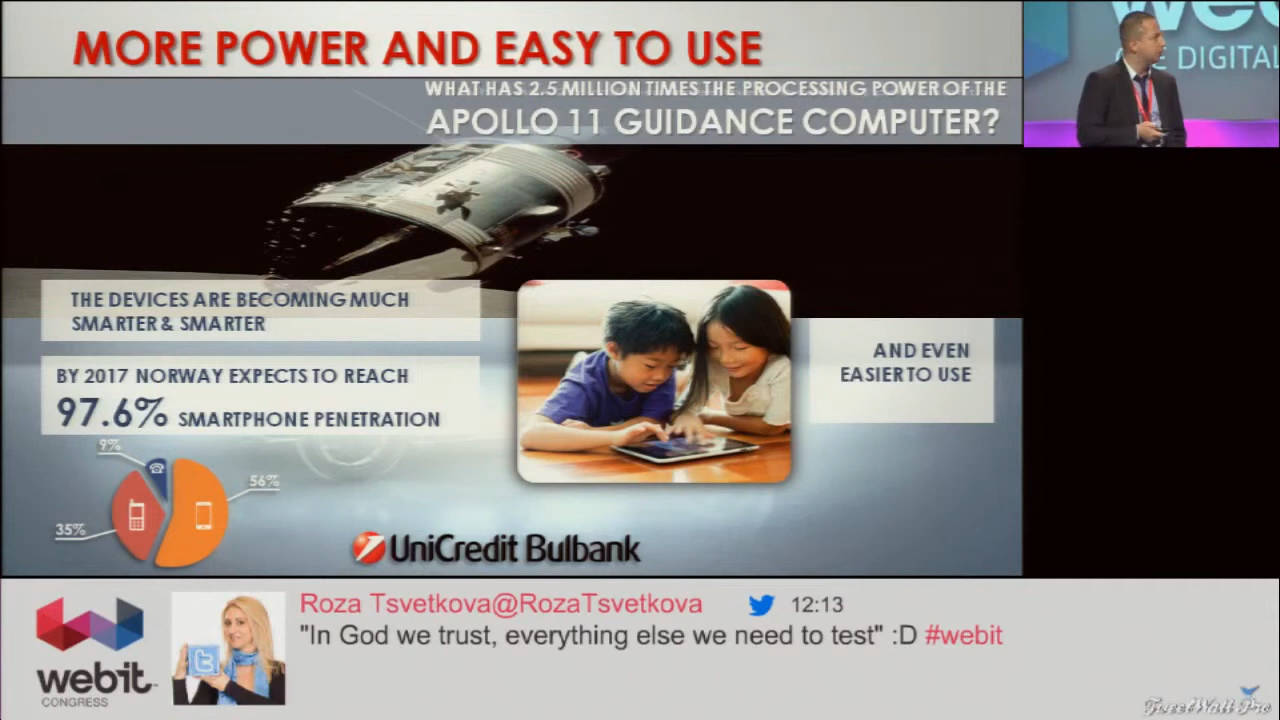 MORE POWER AND EASY TO USE
WHAT HAS 2.5 MILLION TIMES THE PROCESSING POWER OF THE
APOLLO 11 GUIDANCE COMPUTER?
DIGITAL
THE DEVICES ARE BECOMING MUCH
SMARTER & SMARTER
BY 2017 NORWAY EXPECTS TO REACH
97.6% SMARTPHONE PENETRATION
AND EVEN
EASIER TO USE
9%
56%
35%
UniCredit Bulbank
webit
CONGRESS
Roza Tsvetkova@RozaTsvetkova 12:13
"In God we trust, everything else we need to test" :D #webit
TweetWall Pro